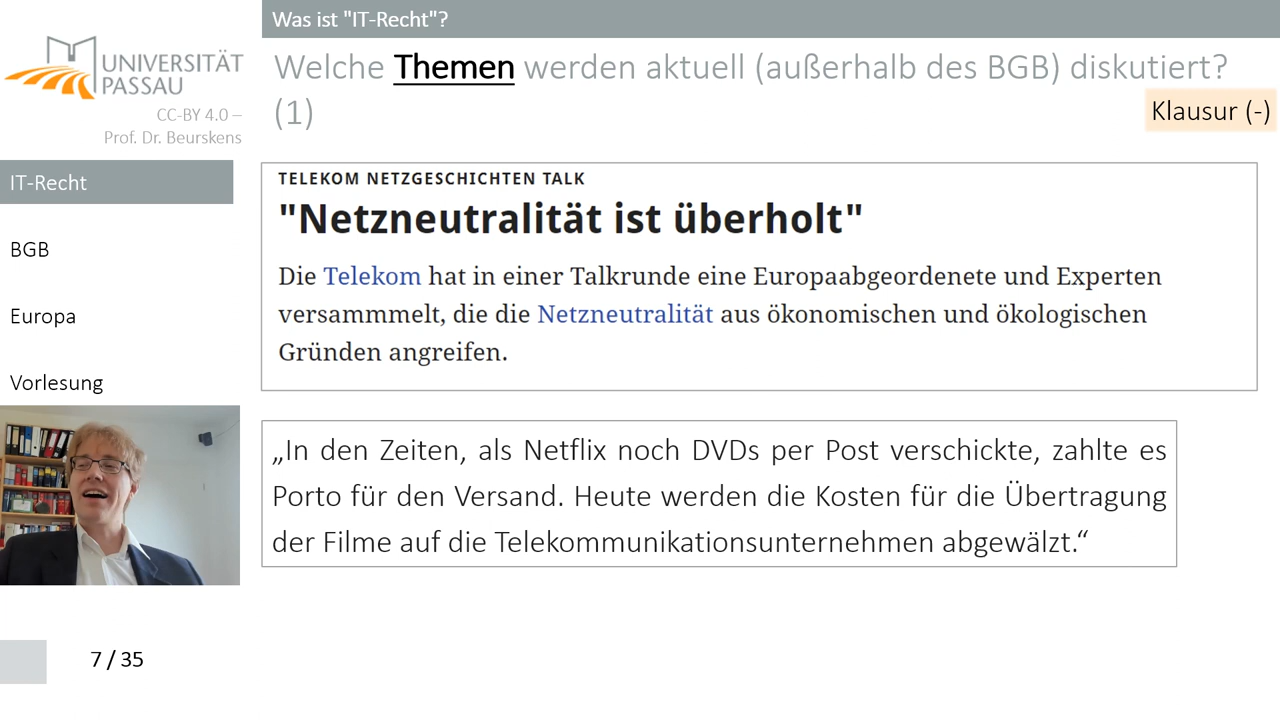 Was ist "IT-Recht"?
UNIVERSITÄT
PASSAU
CC-BY 4.0 –
Prof. Dr. Beurskens
Welche Themen werden aktuell (außerhalb des BGB) diskutiert?
(1)
Klausur (-)
IT-Recht
BGB
Europa
Vorlesung
TELEKOM NETZGESCHICHTEN TALK
"Netzneutralität ist überholt"
Die Telekom hat in einer Talkrunde eine Europaabgeordenete und Experten
versammmelt, die die Netzneutralität aus ökonomischen und ökologischen
Gründen angreifen.
„In den Zeiten, als Netflix noch DVDs per Post verschickte, zahlte es
Porto für den Versand. Heute werden die Kosten für die Übertragung
der Filme auf die Telekommunikationsunternehmen abgewälzt.“
7 / 35